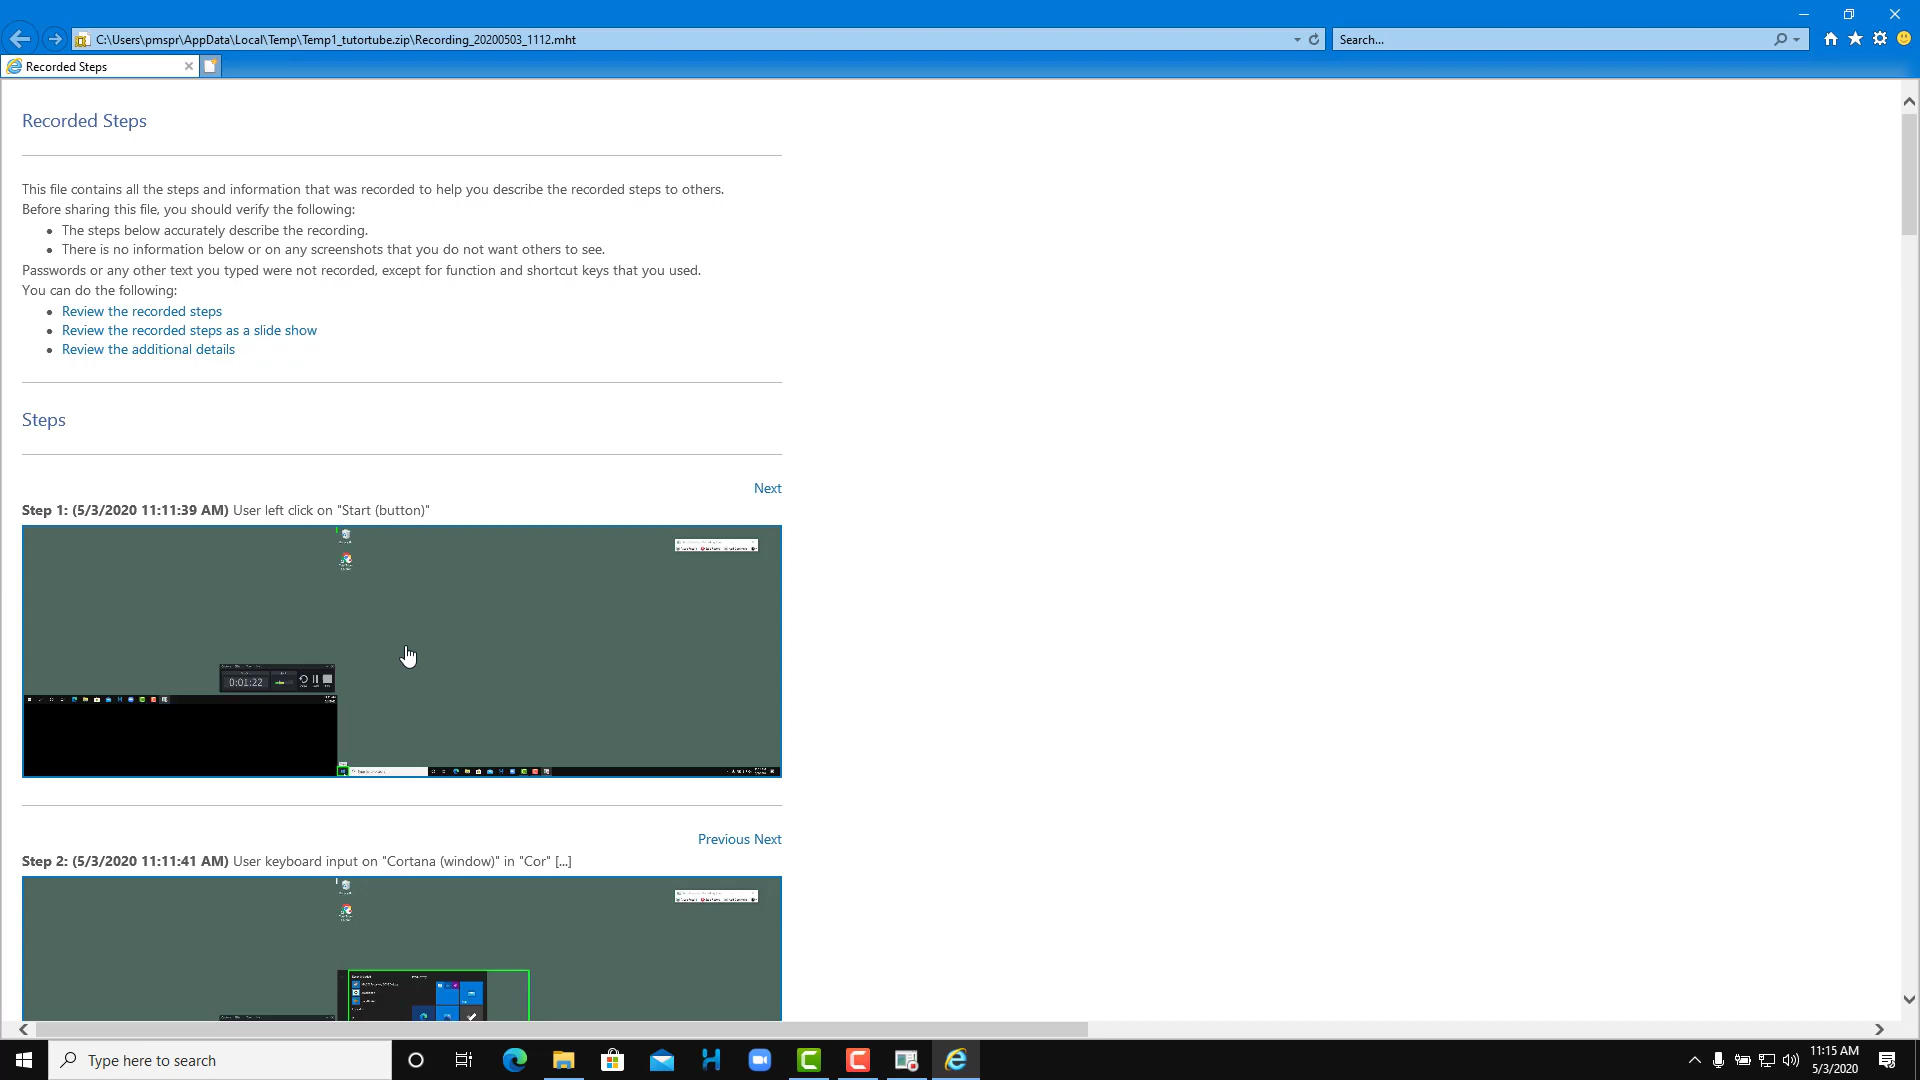 C:\Users\pmspr\AppData\Local\Temp\Temp1_tutortube.zip\Recording_20200503_1112.mht
Search...
Recorded Steps
Recorded Steps
This file contains all the steps and information that was recorded to help you describe the recorded steps to others.
Before sharing this file, you should verify the following:
The steps below accurately describe the recording.
There is no information below or on any screenshots that you do not want others to see.
Passwords or any other text you typed were not recorded, except for function and shortcut keys that you used.
You can do the following:
Review the recorded steps
Review the recorded steps as a slide show
Review the additional details
Steps
Next
Step 1: (5/3/2020 11:11:39 AM) User left click on "Start (button)"
0:01:22
Previous Next
Step 2: (5/3/2020 11:11:41 AM) User keyboard input on "Cortana (window)" in "Cor" [...]
Type here to search
11:15 AM
5/3/2020